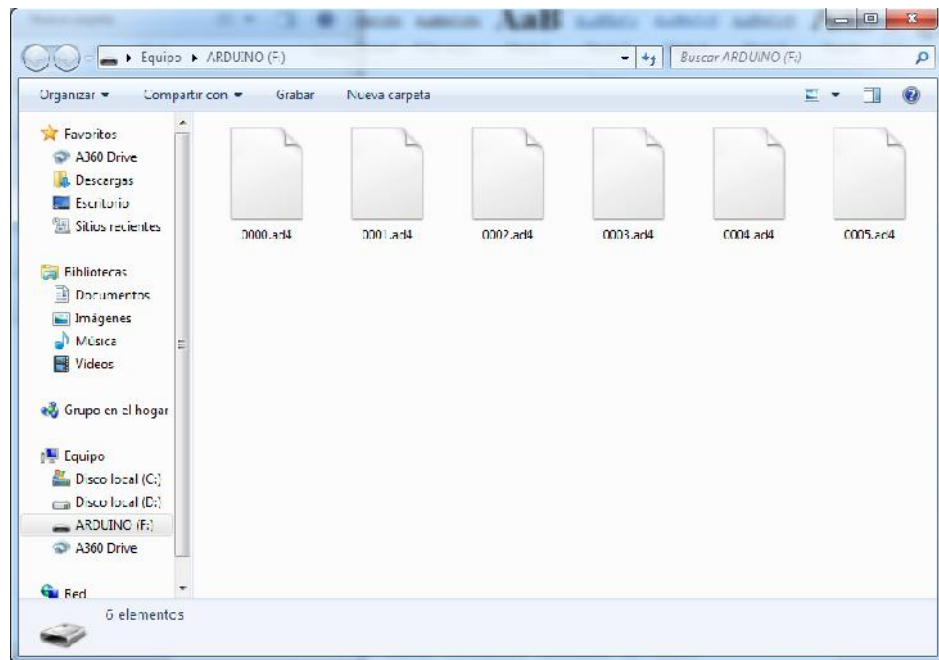 AaB
Equipo ▸ ARDUINO (F:)
Buscar ARDUINO (F:)
Organizar
Compartir con
Grabar
Nueva carpeta
Favoritos
A360 Drive
Descargas
Escritorio
Sitios recientes
Bibliotecas
Documentos
Imágenes
Música
Videos
Grupo en el hogar
Equipo
Disco local (C:)
Disco local (D:)
ARDUINO (F:)
A360 Drive
Red
0000.ad4
0001.ad4
0002.ad4
0003.ad4
0004.ad4
0005.ad4
6 elementos